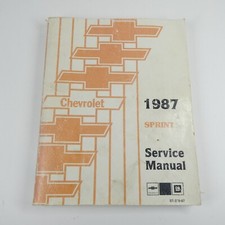 Chevrolet
1987
SPRINT
Service
Manual